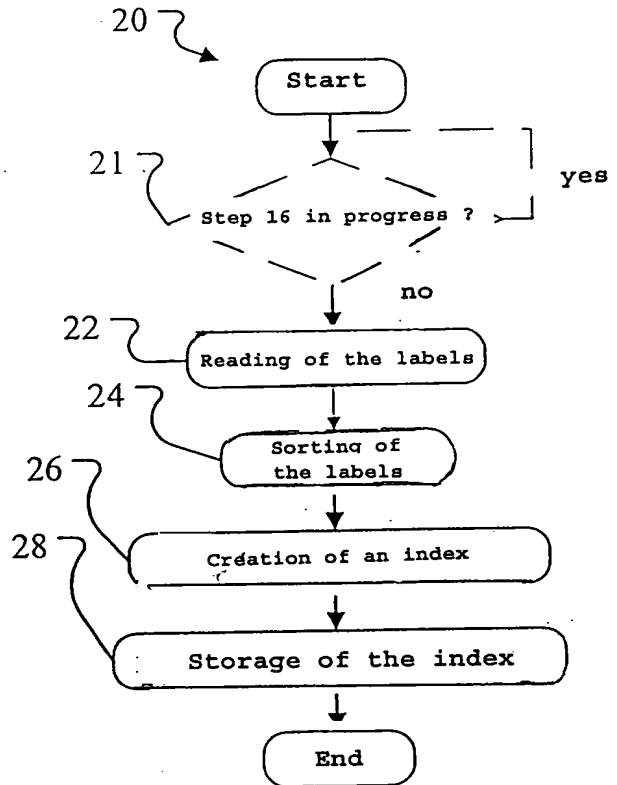 20
Start
21
yes
Step 16 in progress ?
no
22
Reading of the labels
24
Sorting of
the labels
26
Creation of an index
28
Storage of the index
End